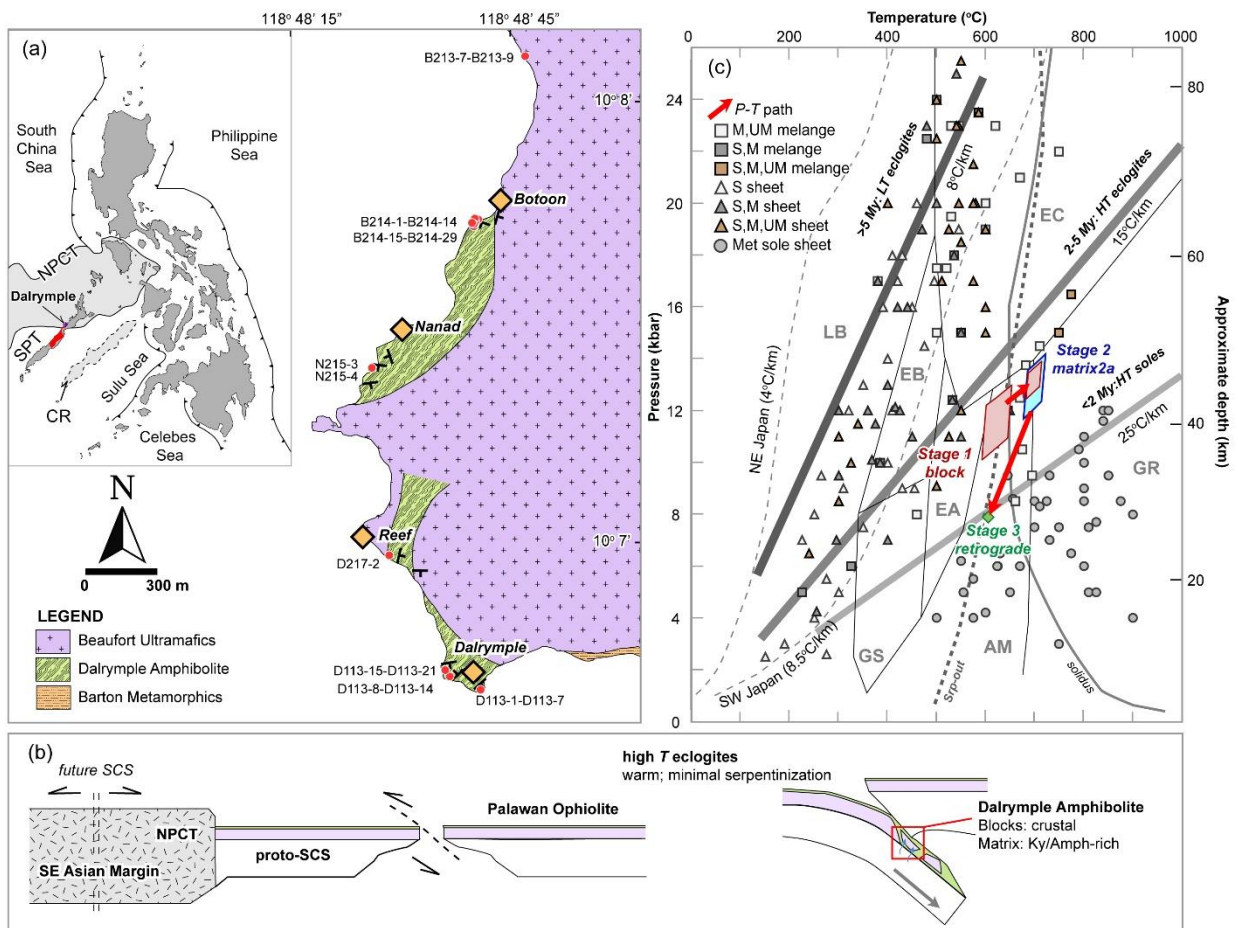 118° 48' 15"
118° 48' 45"
(a)
South
China
Sea
Philippine
Sea
NPCT
Dalrymple
SPT
CR
Sulu Sea
Celebes
Sea
B213-7-B213-9
10° 8'
Botoon
B214-1-B214-14
B214-15-B214-29
Nanad
N215-3
N215-4
N
300 m
Reef
10° 7'
D217-2
Dalrymple
D113-15-D113-21
D113-8-D113-14
D113-1-D113-7
LEGEND
Beaufort Ultramafics
Dalrymple Amphibolite
Barton Metamorphics
Temperature (°C)
0
200
400
600
800
1000
(c)
P-T path
M,UM melange
S,M melange
S,M,UM melange
S sheet
S,M sheet
S,M,UM sheet
Met sole sheet
24
20
16
12
8
4
0
Pressure (kbar)
80
60
40
20
Approximate depth (km)
>5 My: LT eclogites
8°C/km
2-5 My: HT eclogites
15°C/km
<2 My:HT soles
25°C/km
NE Japan (4°C/km)
SW Japan (8.5°C/km)
LB
EB
EC
EA
GR
GS
AM
Stage 2
matrix2a
Stage 1
block
Stage 3
retrograde
Srp-out
solidus
(b)
future SCS
NPCT
SE Asian Margin
proto-SCS
Palawan Ophiolite
high T eclogites
warm; minimal serpentinization
Dalrymple Amphibolite
Blocks: crustal
Matrix: Ky/Amph-rich